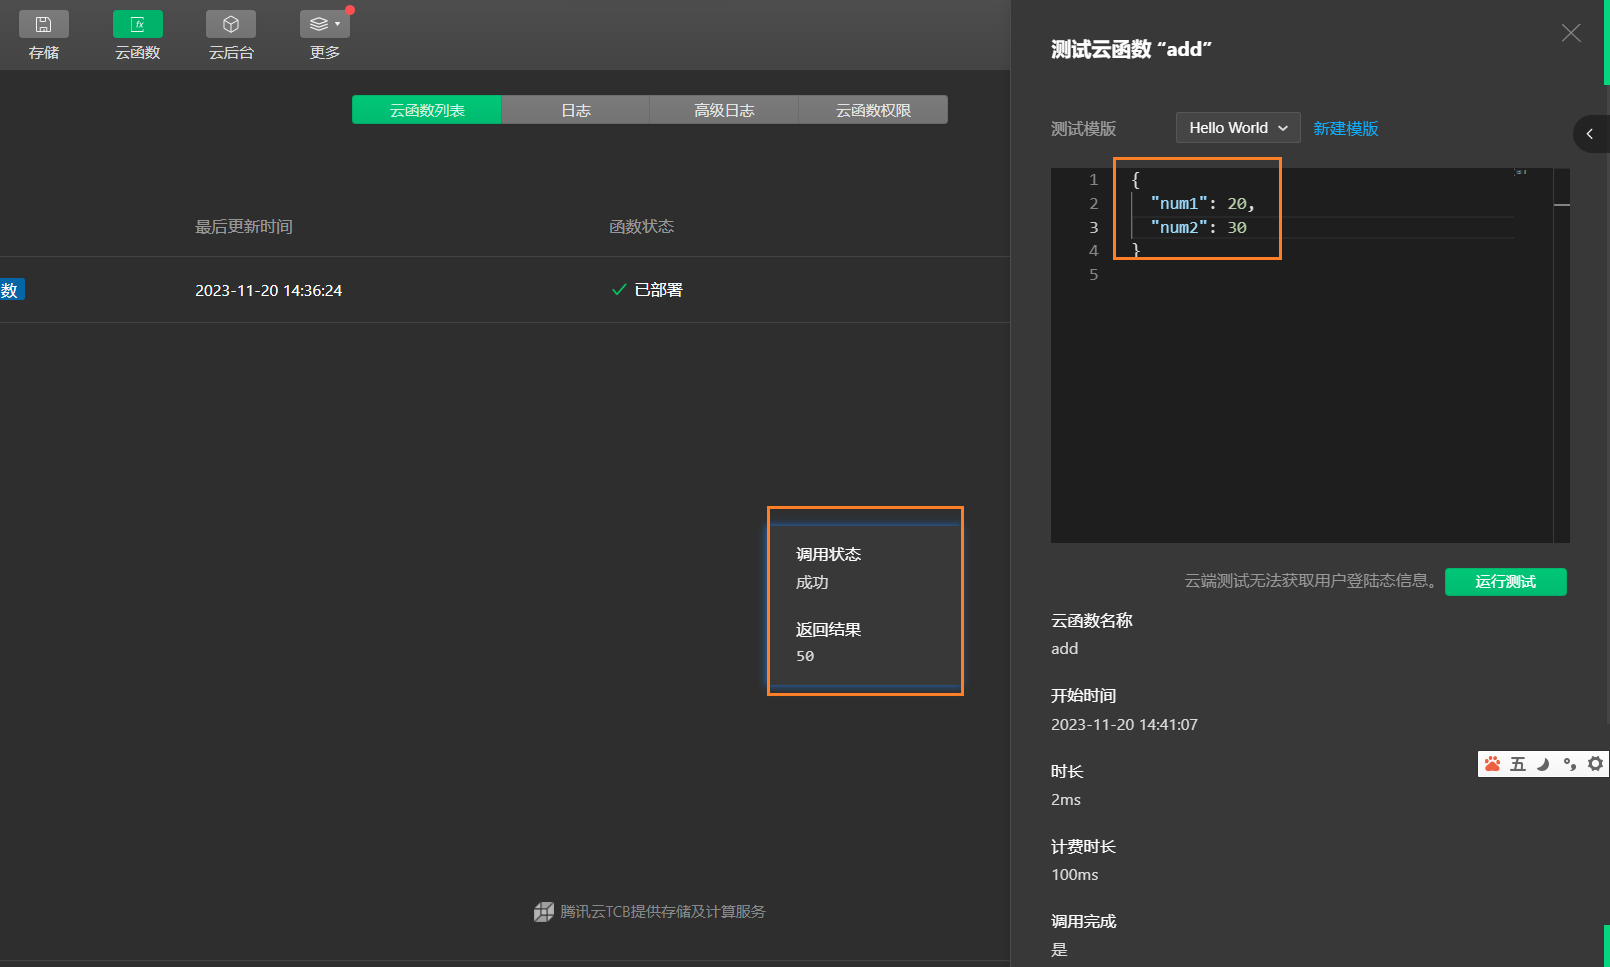 存储
云函数
云后台
更多
云函数列表
日志
高级日志
云函数权限
最后更新时间
函数状态
数
2023-11-20 14:36:24
已部署
调用状态
成功
返回结果
50
腾讯云TCB提供存储及计算服务
测试云函数 “add”
测试模版
Hello World
新建模版
1 {
2 "num1": 20,
3 "num2": 30
4 }
5
云端测试无法获取用户登陆态信息。
运行测试
云函数名称
add
开始时间
2023-11-20 14:41:07
时长
2ms
计费时长
100ms
调用完成
是
五